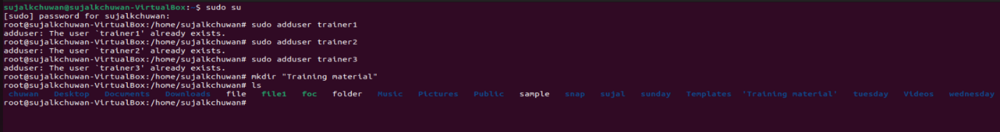 sujalkchuwan@sujalkchuwan-VirtualBox:~$ sudo su
[sudo] password for sujalkchuwan:
root@sujalkchuwan-VirtualBox:/home/sujalkchuwan# sudo adduser trainer1
adduser: The user `trainer1' already exists.
root@sujalkchuwan-VirtualBox:/home/sujalkchuwan# sudo adduser trainer2
adduser: The user `trainer2' already exists.
root@sujalkchuwan-VirtualBox:/home/sujalkchuwan# sudo adduser trainer3
adduser: The user `trainer3' already exists.
root@sujalkchuwan-VirtualBox:/home/sujalkchuwan# mkdir "Training material"
root@sujalkchuwan-VirtualBox:/home/sujalkchuwan# ls
chuwan Desktop Documents Downloads file file1 foc folder Music Pictures Public sample snap sujal sunday Templates 'Training material' tuesday Videos wednesday
root@sujalkchuwan-VirtualBox:/home/sujalkchuwan#